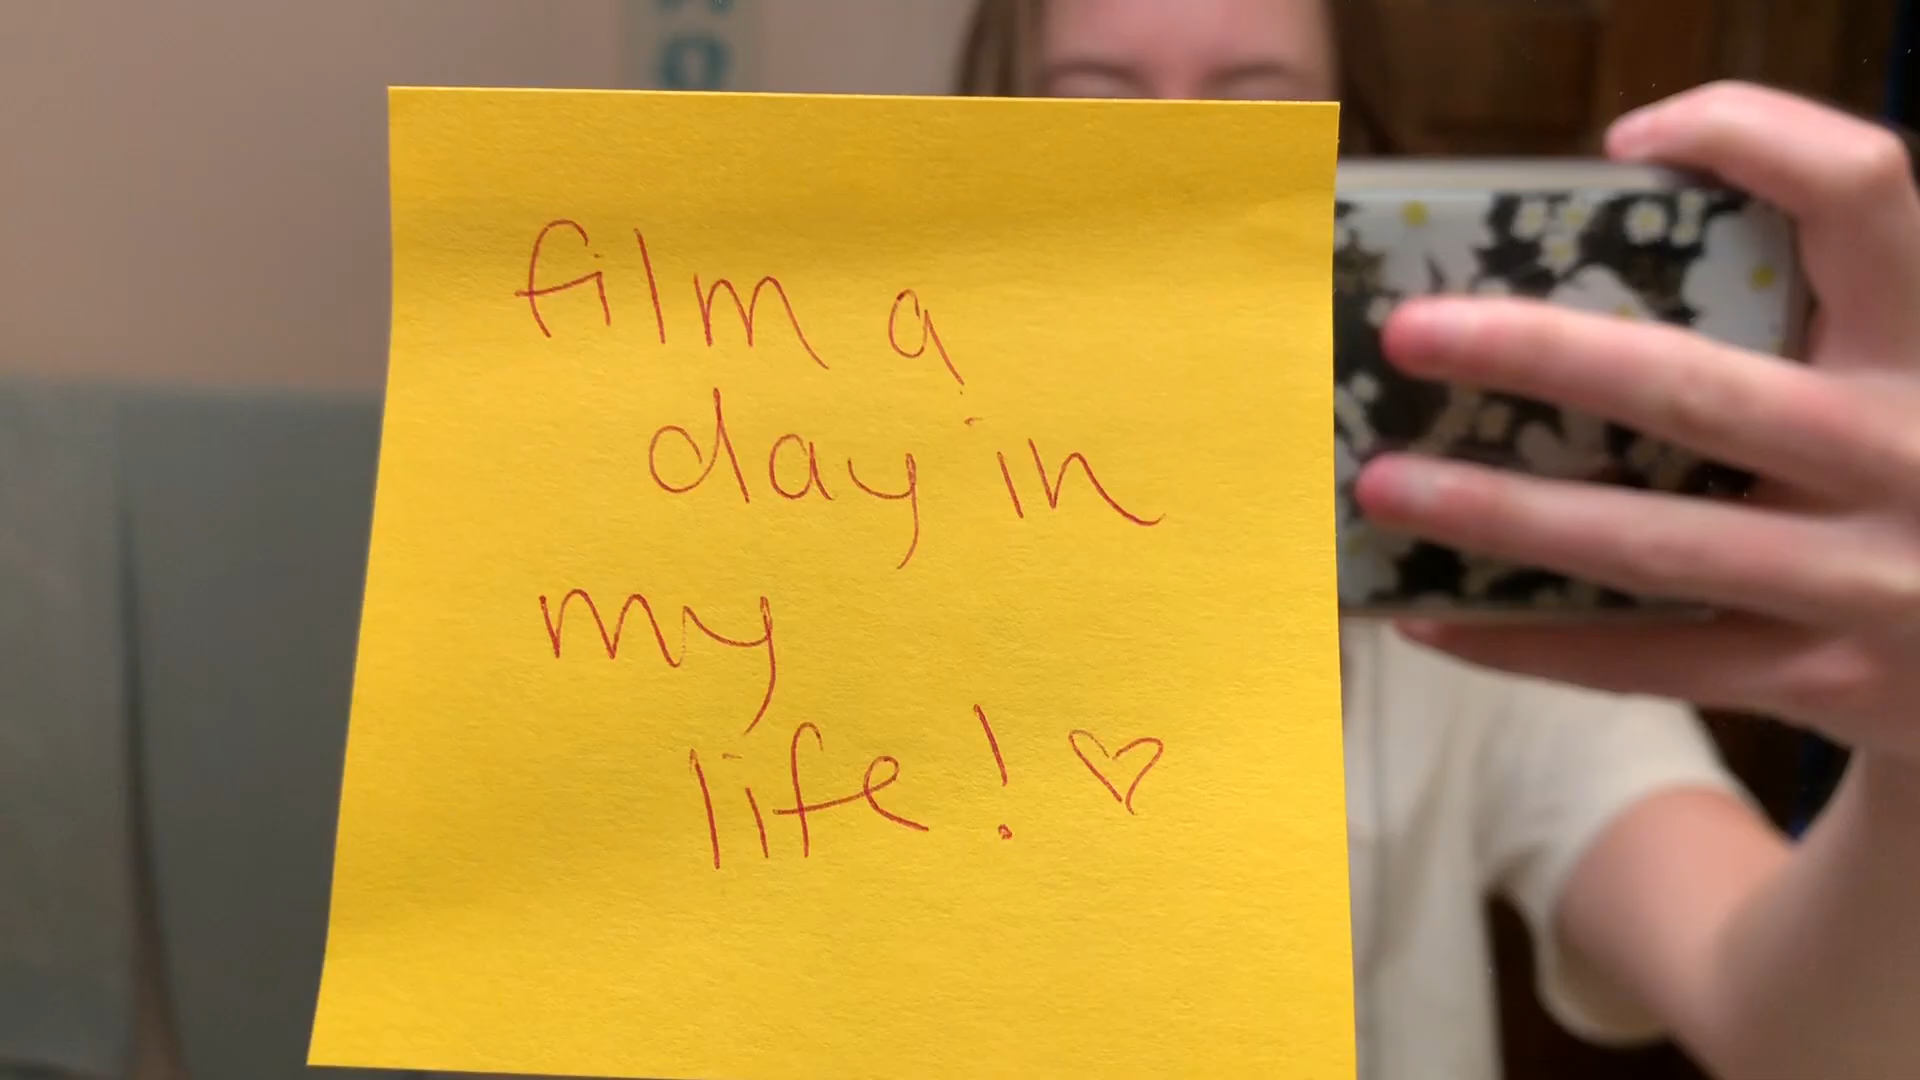 film a
day in
my
life! ♡